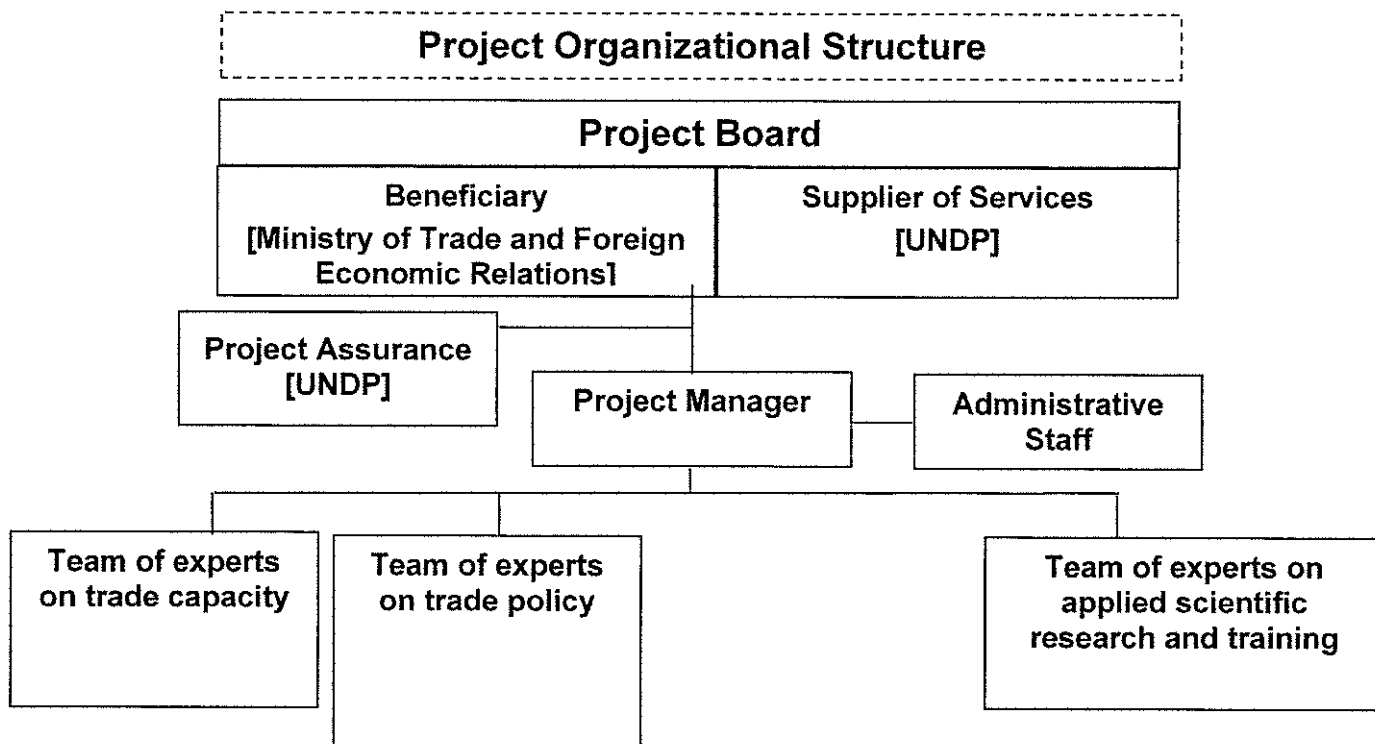 Project Organizational Structure
Project Board
Beneficiary
[Ministry of Trade and Foreign
Economic Relations]
Supplier of Services
[UNDP]
Project Assurance
[UNDP]
Project Manager
Administrative
Staff
Team of experts
on trade capacity
Team of experts
on trade policy
Team of experts on
applied scientific
research and training